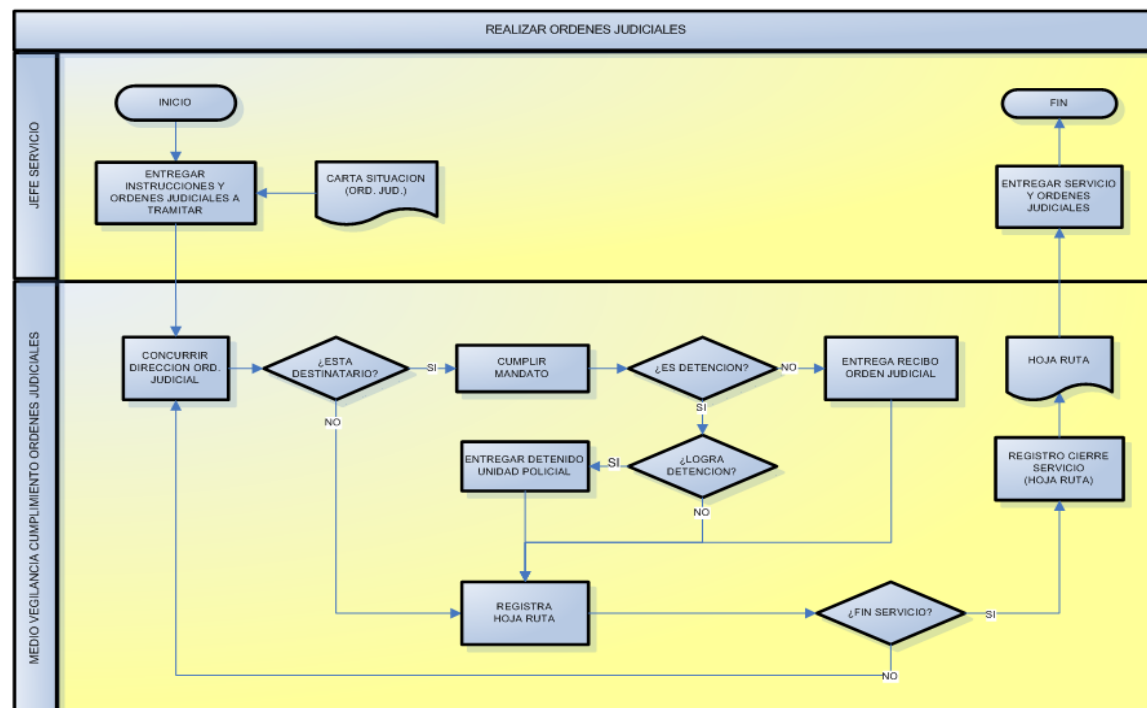 REALIZAR ORDENES JUDICIALES
JEFE SERVICIO
INICIO
FIN
ENTREGAR
INSTRUCCIONES Y
ORDENES JUDICIALES A
TRAMITAR
CARTA SITUACION
(ORD. JUD.)
ENTREGAR SERVICIO
Y ORDENES
JUDICIALES
MEDIO VEGILANCIA CUMPLIMIENTO ORDENES JUDICIALES
CONCURRIR
DIRECCION ORD.
JUDICIAL
¿ESTA
DESTINATARIO?
SI
NO
CUMPLIR
MANDATO
¿ES DETENCION?
NO
SI
ENTREGA RECIBO
ORDEN JUDICIAL
HOJA RUTA
ENTREGAR DETENIDO
UNIDAD POLICIAL
SI
¿LOGRA
DETENCION?
NO
REGISTRO CIERRE
SERVICIO
(HOJA RUTA)
REGISTRA
HOJA RUTA
¿FIN SERVICIO?
SI
NO